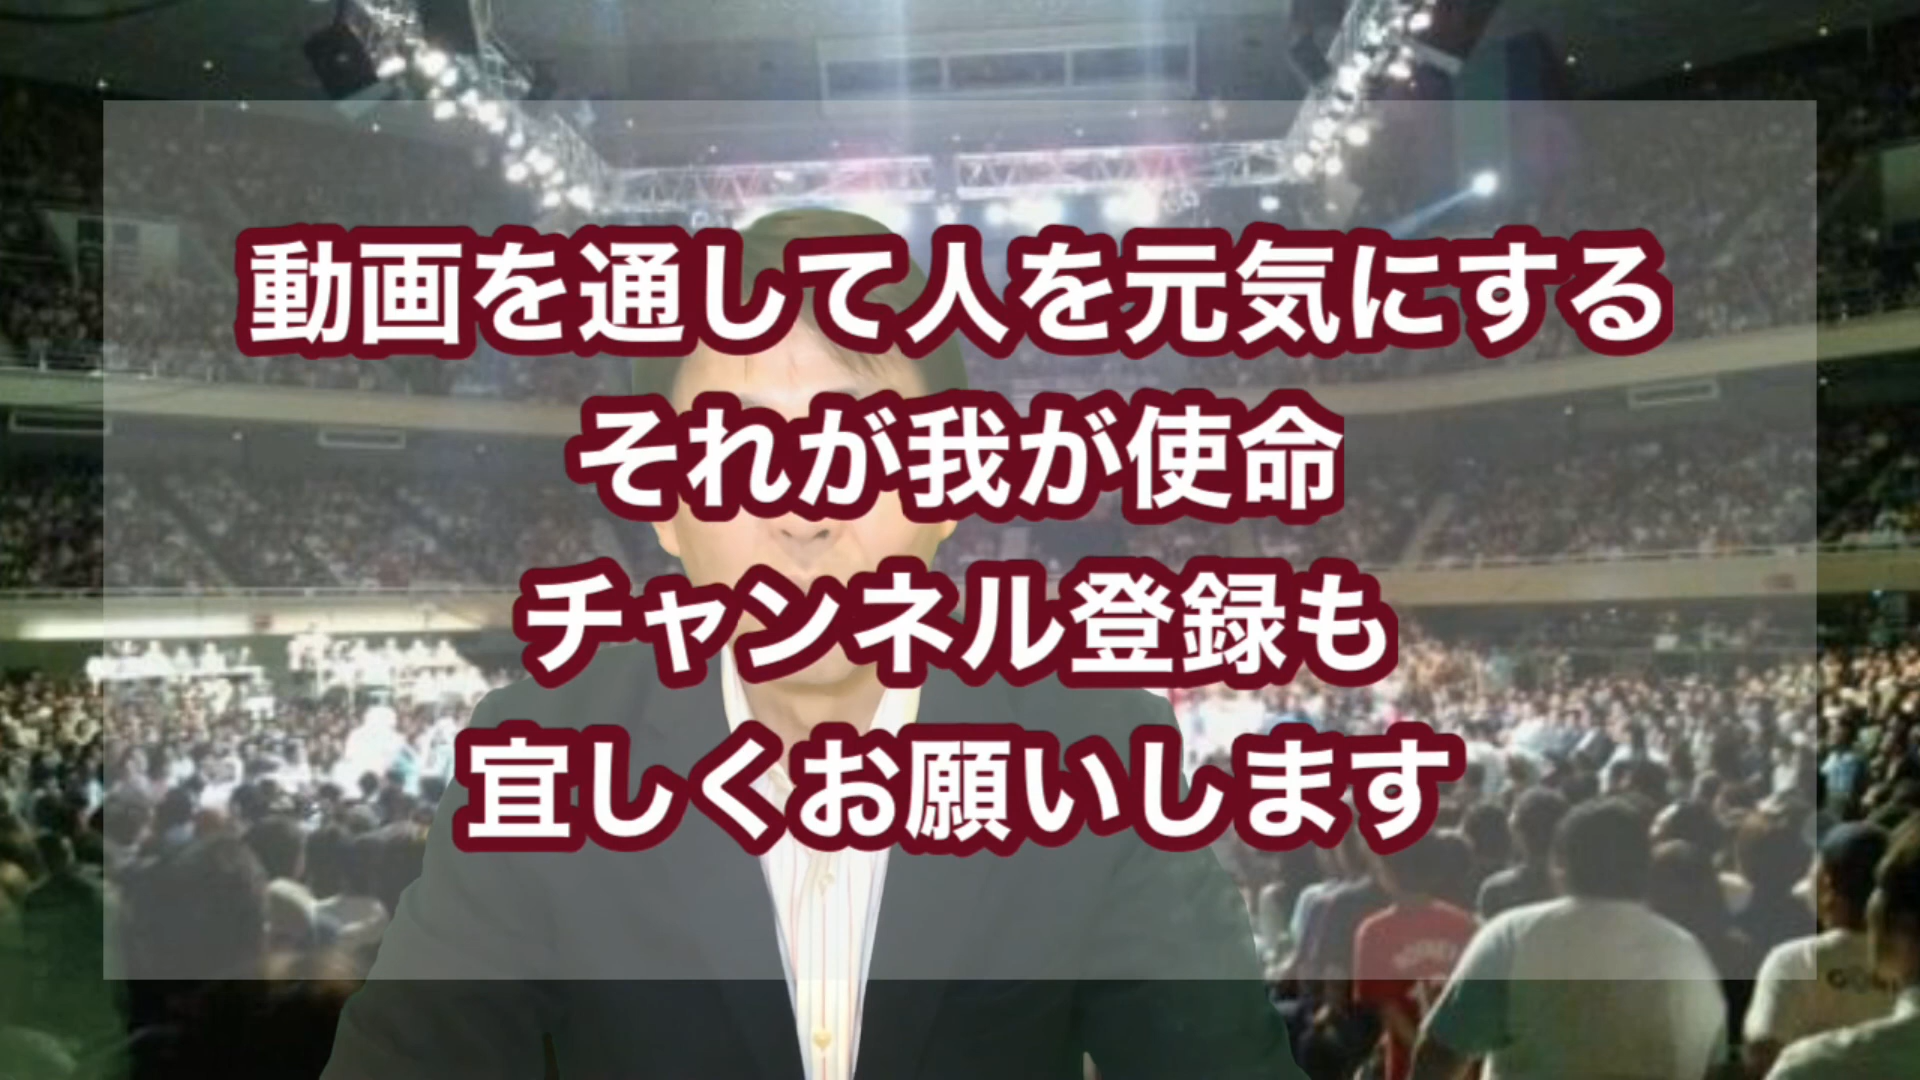 動画を通して人を元気にする
それが我が使命
チャンネル登録も
宜しくお願いします